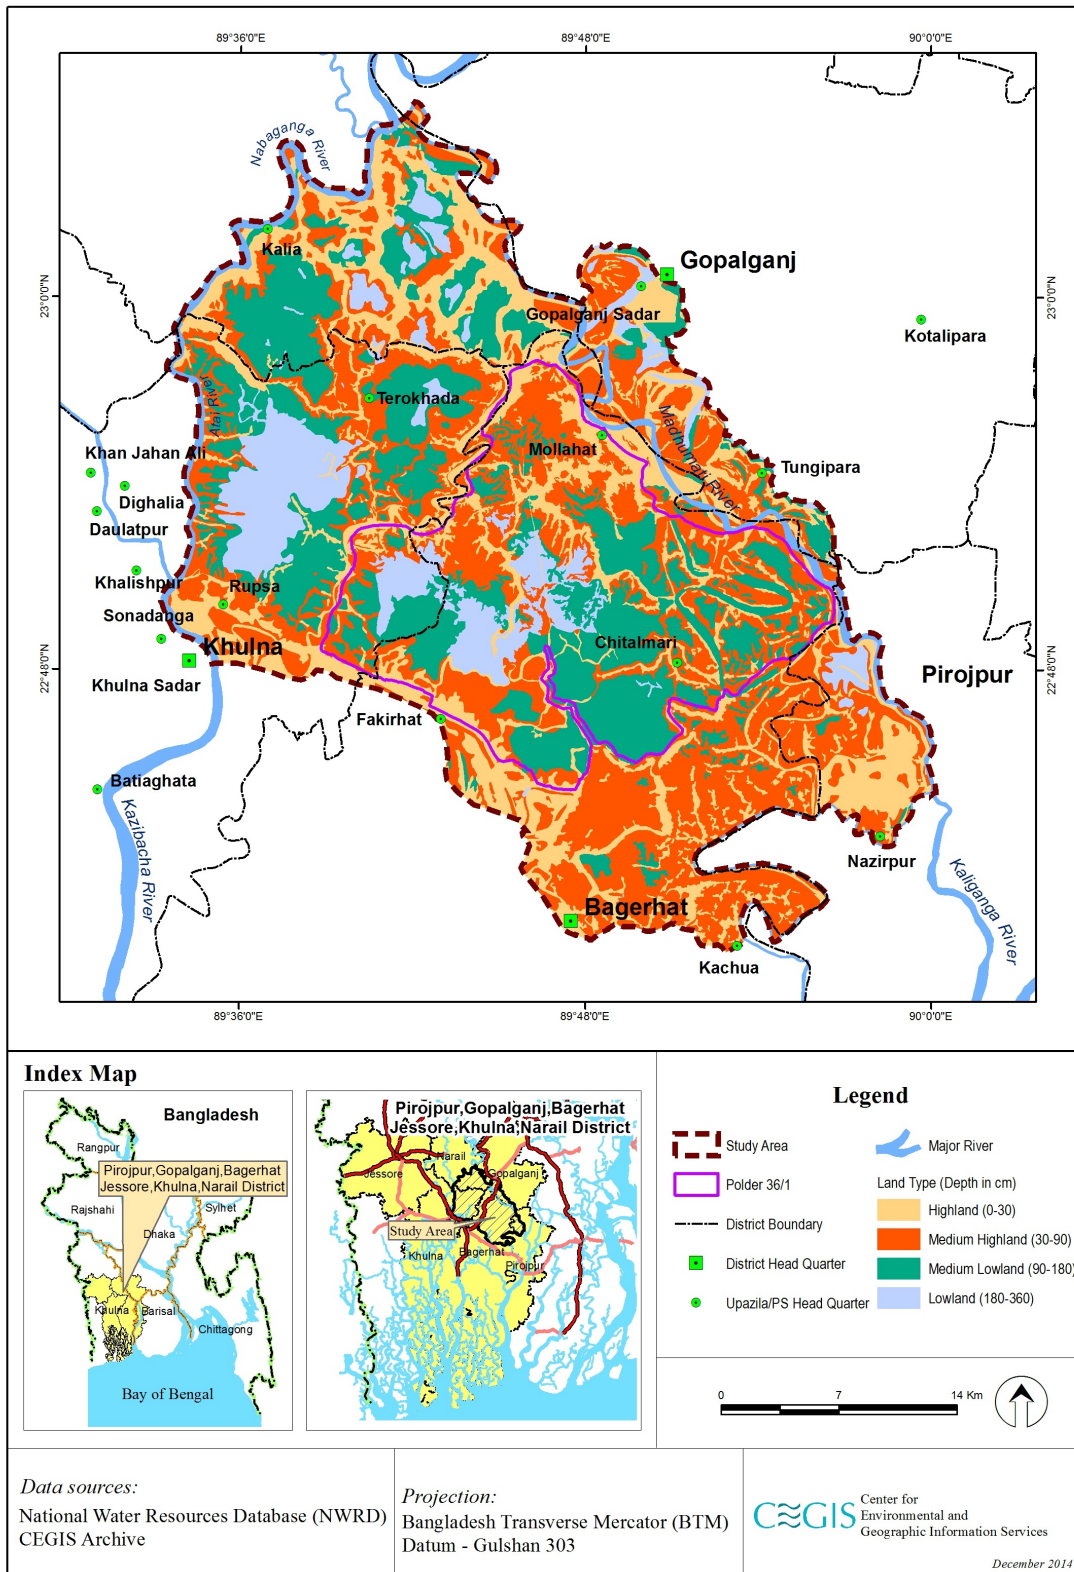 89°36'0"E
89°48'0"E
90°0'0"E
23°0'0"N
23°0'0"N
22°48'0"N
22°48'0"N
89°36'0"E
89°48'0"E
90°0'0"E
Nabaganga River
Kalia
Gopalganj
Gopalganj Sadar
Kotalipara
Atai River
Terokhada
Mollahat
Madhumati River
Tungipara
Khan Jahan Ali
Dighalia
Daulatpur
Khalishpur
Rupsa
Sonadanga
Khulna
Khulna Sadar
Chitalmari
Pirojpur
Fakirhat
Batiaghata
Kazibacha River
Nazirpur
Kaliganga River
Bagerhat
Kachua
Index Map
Bangladesh
Rangpur
Pirojpur,Gopalganj,Bagerhat
Jessore,Khulna,Narail District
Rajshahi
Sylhet
Dhaka
Khulna
Barisal
Chittagong
Bay of Bengal
Pirojpur,Gopalganj,Bagerhat
Jessore,Khulna,Narail District
Narail
Jessore
Gopalganj
Study Area
Khulna
Bagerhat
Pirojpur
Legend
Study Area
Polder 36/1
District Boundary
District Head Quarter
Upazila/PS Head Quarter
Major River
Land Type (Depth in cm)
Highland (0-30)
Medium Highland (30-90)
Medium Lowland (90-180)
Lowland (180-360)
0 7 14 Km
Data sources:
National Water Resources Database (NWRD)
CEGIS Archive
Projection:
Bangladesh Transverse Mercator (BTM)
Datum - Gulshan 303
CEGIS
Center for
Environmental and
Geographic Information Services
December 2014